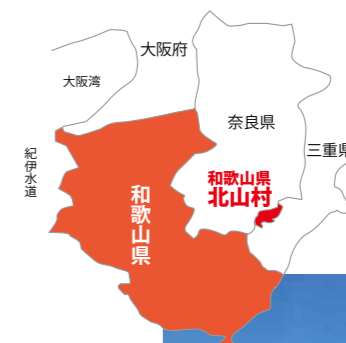 大阪府
大阪湾
奈良県
三重県
紀伊水道
和歌山県
北山村
和歌山県